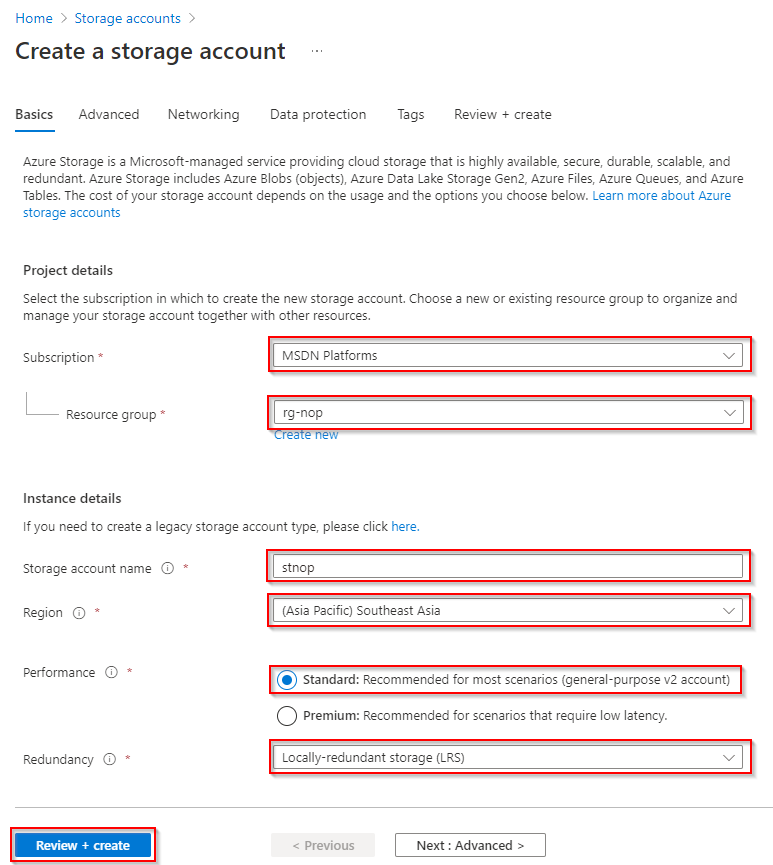 Home > Storage accounts >
Create a storage account ...
Basics Advanced Networking Data protection Tags Review + create
Azure Storage is a Microsoft-managed service providing cloud storage that is highly available, secure, durable, scalable, and
redundant. Azure Storage includes Azure Blobs (objects), Azure Data Lake Storage Gen2, Azure Files, Azure Queues, and Azure
Tables. The cost of your storage account depends on the usage and the options you choose below. Learn more about Azure
storage accounts
Project details
Select the subscription in which to create the new storage account. Choose a new or existing resource group to organize and
manage your storage account together with other resources.
Subscription * MSDN Platforms
Resource group * rg-nop
Create new
Instance details
If you need to create a legacy storage account type, please click here.
Storage account name * stnop
Region * (Asia Pacific) Southeast Asia
Performance * Standard: Recommended for most scenarios (general-purpose v2 account)
Premium: Recommended for scenarios that require low latency.
Redundancy * Locally-redundant storage (LRS)
Review + create < Previous Next : Advanced >